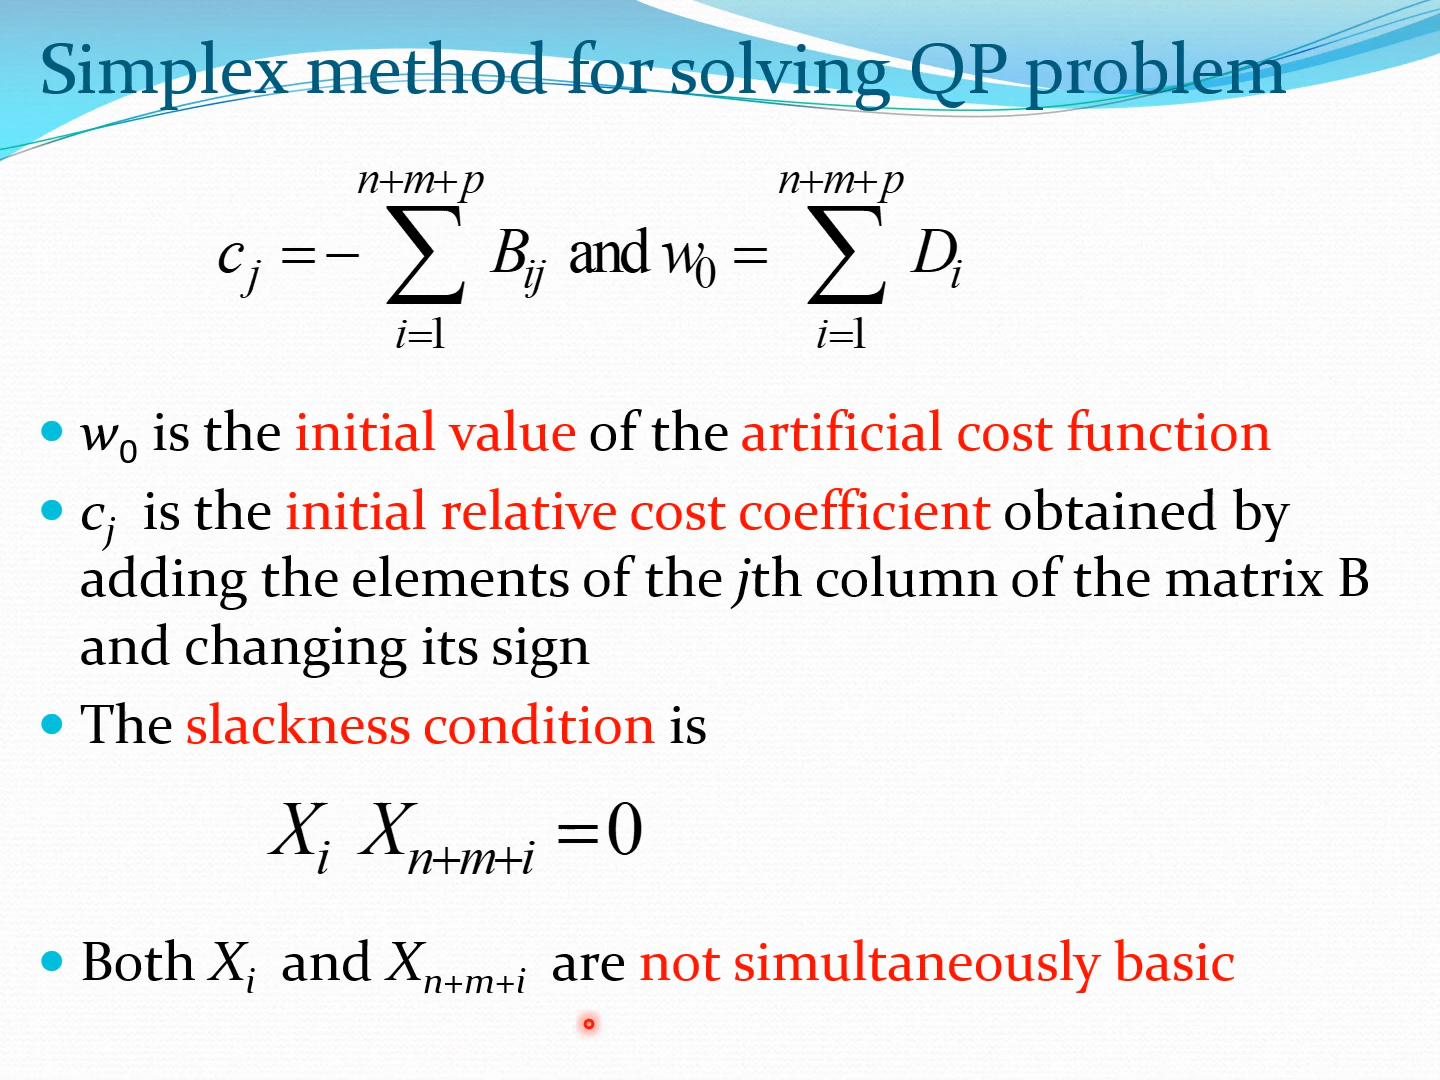 Simplex method for solving QP problem
n+m+p n+m+p
c_j = − ∑ B_ij and w_0 = ∑ D_i
i=1 i=1
• w_0 is the initial value of the artificial cost function
• c_j is the initial relative cost coefficient obtained by
adding the elements of the jth column of the matrix B
and changing its sign
• The slackness condition is
X_i X_n+m+i = 0
• Both X_i and X_n+m+i are not simultaneously basic